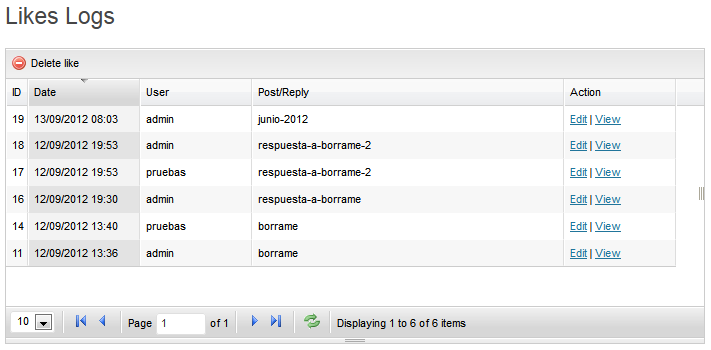 Likes Logs
Delete like
ID Date User Post/Reply Action
19 13/09/2012 08:03 admin junio-2012 Edit | View
18 12/09/2012 19:53 admin respuesta-a-borrame-2 Edit | View
17 12/09/2012 19:53 pruebas respuesta-a-borrame-2 Edit | View
16 12/09/2012 19:30 admin respuesta-a-borrame Edit | View
14 12/09/2012 13:40 pruebas borrame Edit | View
11 12/09/2012 13:36 admin borrame Edit | View
10 Page 1 of 1 Displaying 1 to 6 of 6 items